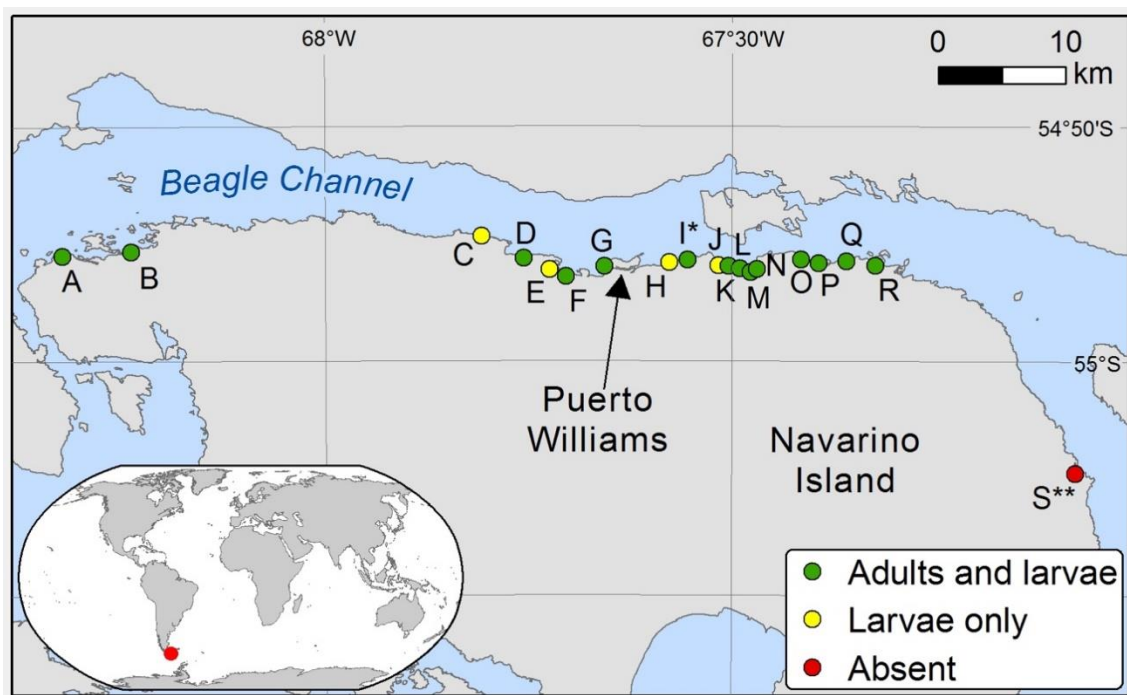 68°W
67°30'W
0
10
km
54°50'S
Beagle Channel
A
B
C
D
E
F
G
H
I*
J
K
L
M
N
O
P
Q
R
55°S
Puerto
Williams
Navarino
Island
S**
Adults and larvae
Larvae only
Absent